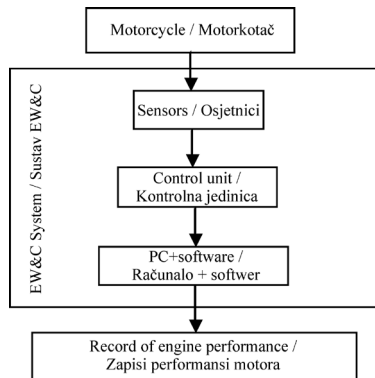 Motorcycle / Motorkotač
EW&C System / Sustav EW&C
Sensors / Osjetnici
Control unit /
Kontrolna jedinica
PC+software /
Računalo + softwer
Record of engine performance /
Zapisi performansi motora